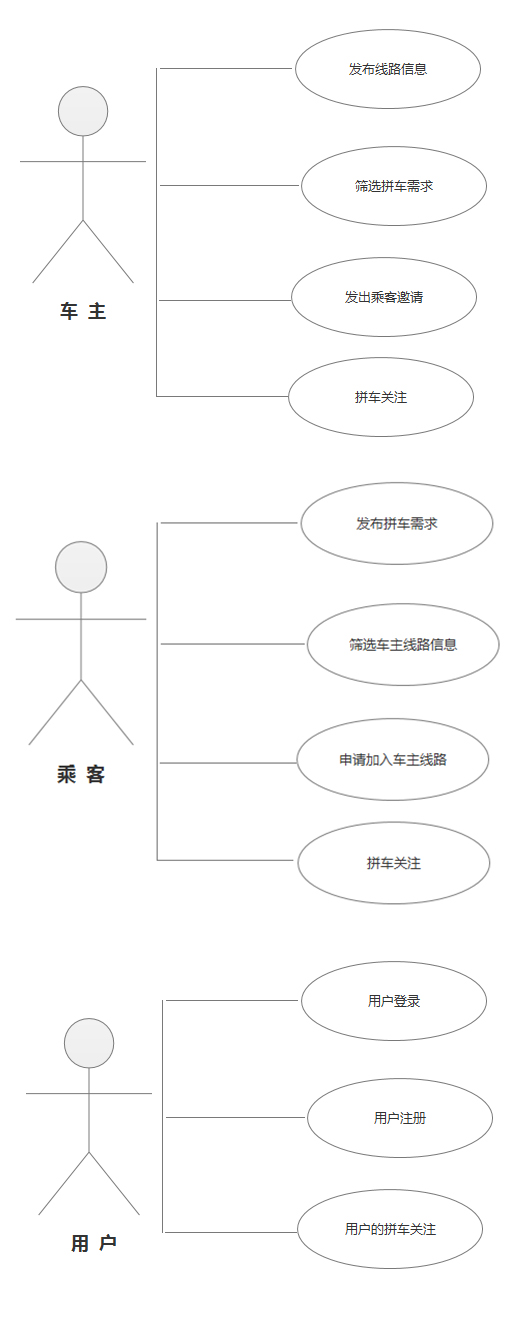 发布线路信息
筛选拼车需求
发出乘客邀请
车 主
拼车关注
发布拼车需求
筛选车主线路信息
申请加入车主线路
乘 客
拼车关注
用户登录
用户注册
用户的拼车关注
用 户